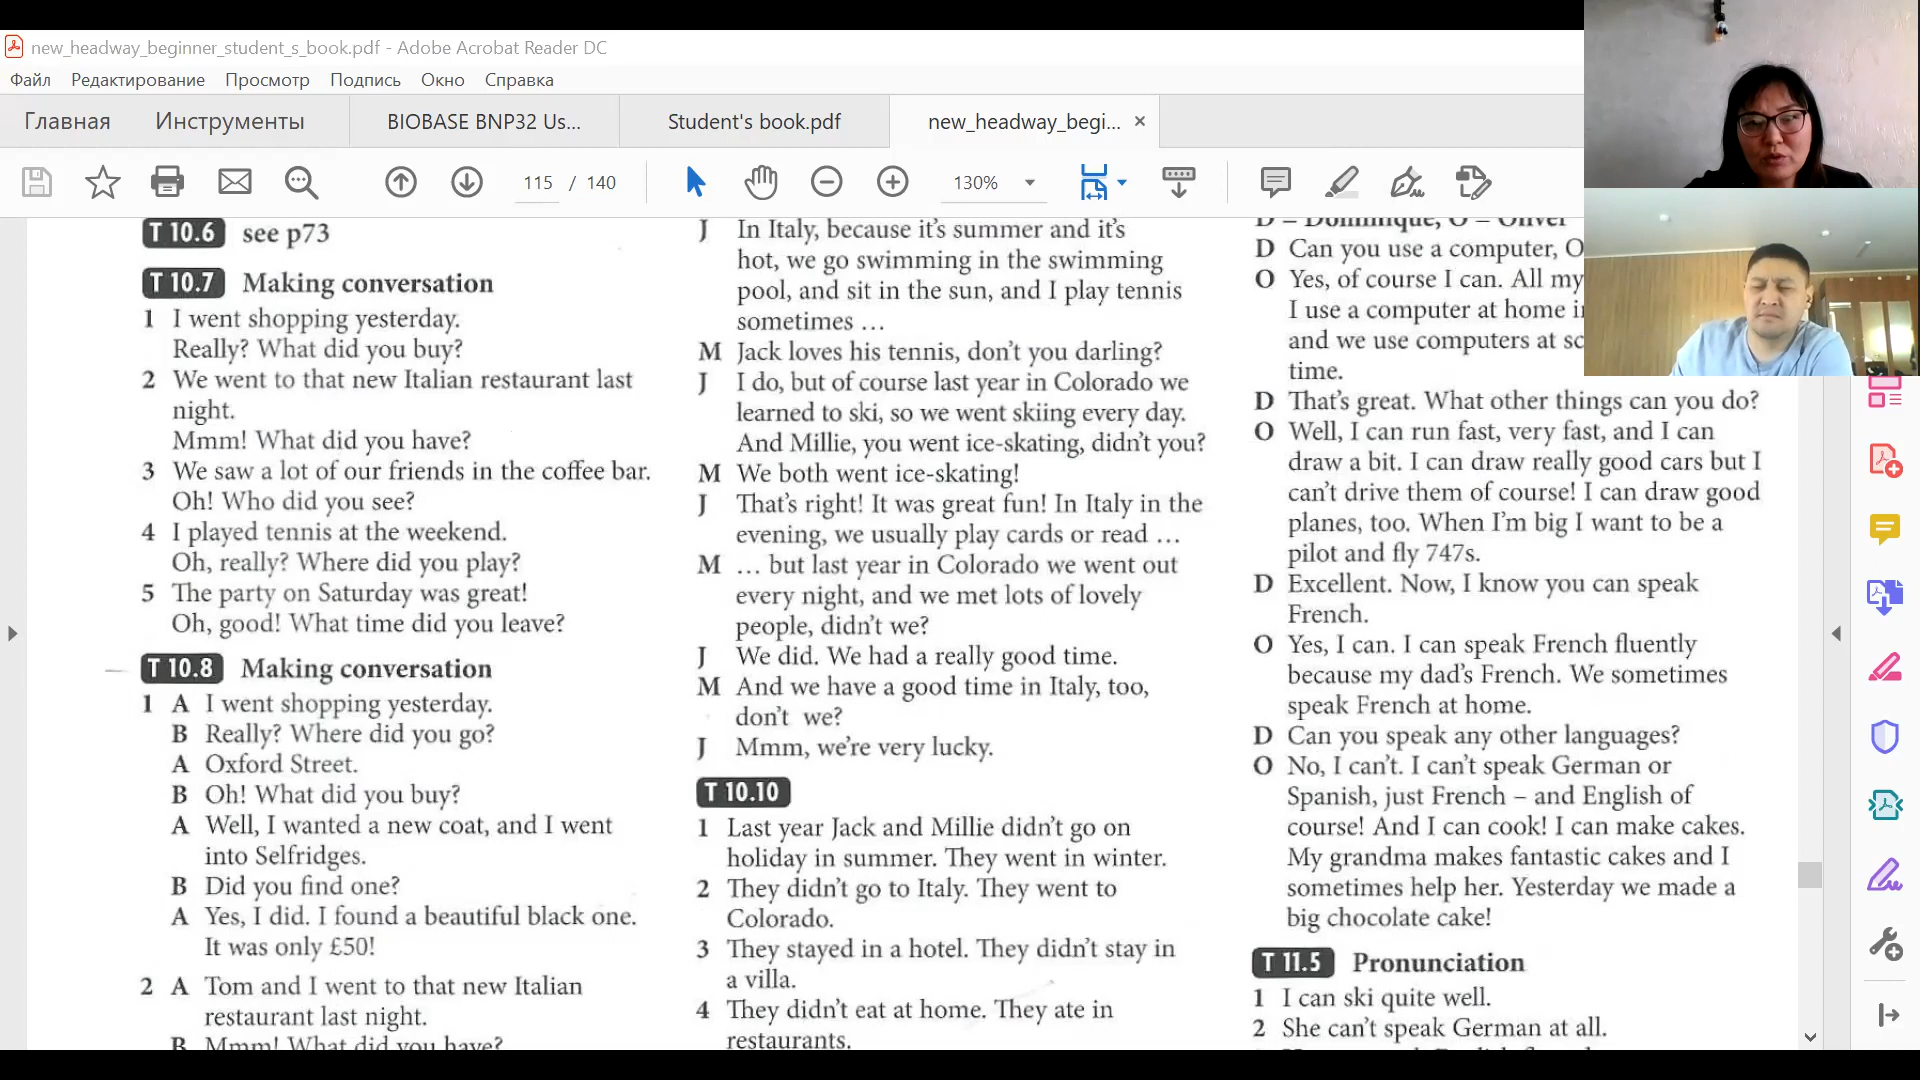 new_headway_beginner_student_s_book.pdf - Adobe Acrobat Reader DC
Файл Редактирование Просмотр Подпись Окно Справка
Главная Инструменты BIOBASE BNP32 Us... Student's book.pdf new_headway_begi... ×
115 / 140 130%
T 10.6 see p73
T 10.7 Making conversation
1 I went shopping yesterday.
Really? What did you buy?
2 We went to that new Italian restaurant last
night.
Mmm! What did you have?
3 We saw a lot of our friends in the coffee bar.
Oh! Who did you see?
4 I played tennis at the weekend.
Oh, really? Where did you play?
5 The party on Saturday was great!
Oh, good! What time did you leave?
T 10.8 Making conversation
1 A I went shopping yesterday.
B Really? Where did you go?
A Oxford Street.
B Oh! What did you buy?
A Well, I wanted a new coat, and I went
into Selfridges.
B Did you find one?
A Yes, I did. I found a beautiful black one.
It was only £50!
2 A Tom and I went to that new Italian
restaurant last night.
B Mmm! What did you have?
J In Italy, because it's summer and it's
hot, we go swimming in the swimming
pool, and sit in the sun, and I play tennis
sometimes …
M Jack loves his tennis, don't you darling?
J I do, but of course last year in Colorado we
learned to ski, so we went skiing every day.
And Millie, you went ice-skating, didn't you?
M We both went ice-skating!
J That's right! It was great fun! In Italy in the
evening, we usually play cards or read …
M … but last year in Colorado we went out
every night, and we met lots of lovely
people, didn't we?
J We did. We had a really good time.
M And we have a good time in Italy, too,
don't we?
J Mmm, we're very lucky.
T 10.10
1 Last year Jack and Millie didn't go on
holiday in summer. They went in winter.
2 They didn't go to Italy. They went to
Colorado.
3 They stayed in a hotel. They didn't stay in
a villa.
4 They didn't eat at home. They ate in
restaurants.
D = Dominique, O = Oliver
D Can you use a computer, O
O Yes, of course I can. All my
I use a computer at home
and we use computers at
time.
D That's great. What other things can you do?
O Well, I can run fast, very fast, and I can
draw a bit. I can draw really good cars but I
can't drive them of course! I can draw good
planes, too. When I'm big I want to be a
pilot and fly 747s.
D Excellent. Now, I know you can speak
French.
O Yes, I can. I can speak French fluently
because my dad's French. We sometimes
speak French at home.
D Can you speak any other languages?
O No, I can't. I can't speak German or
Spanish, just French – and English of
course! And I can cook! I can make cakes.
My grandma makes fantastic cakes and I
sometimes help her. Yesterday we made a
big chocolate cake!
T 11.5 Pronunciation
1 I can ski quite well.
2 She can't speak German at all.